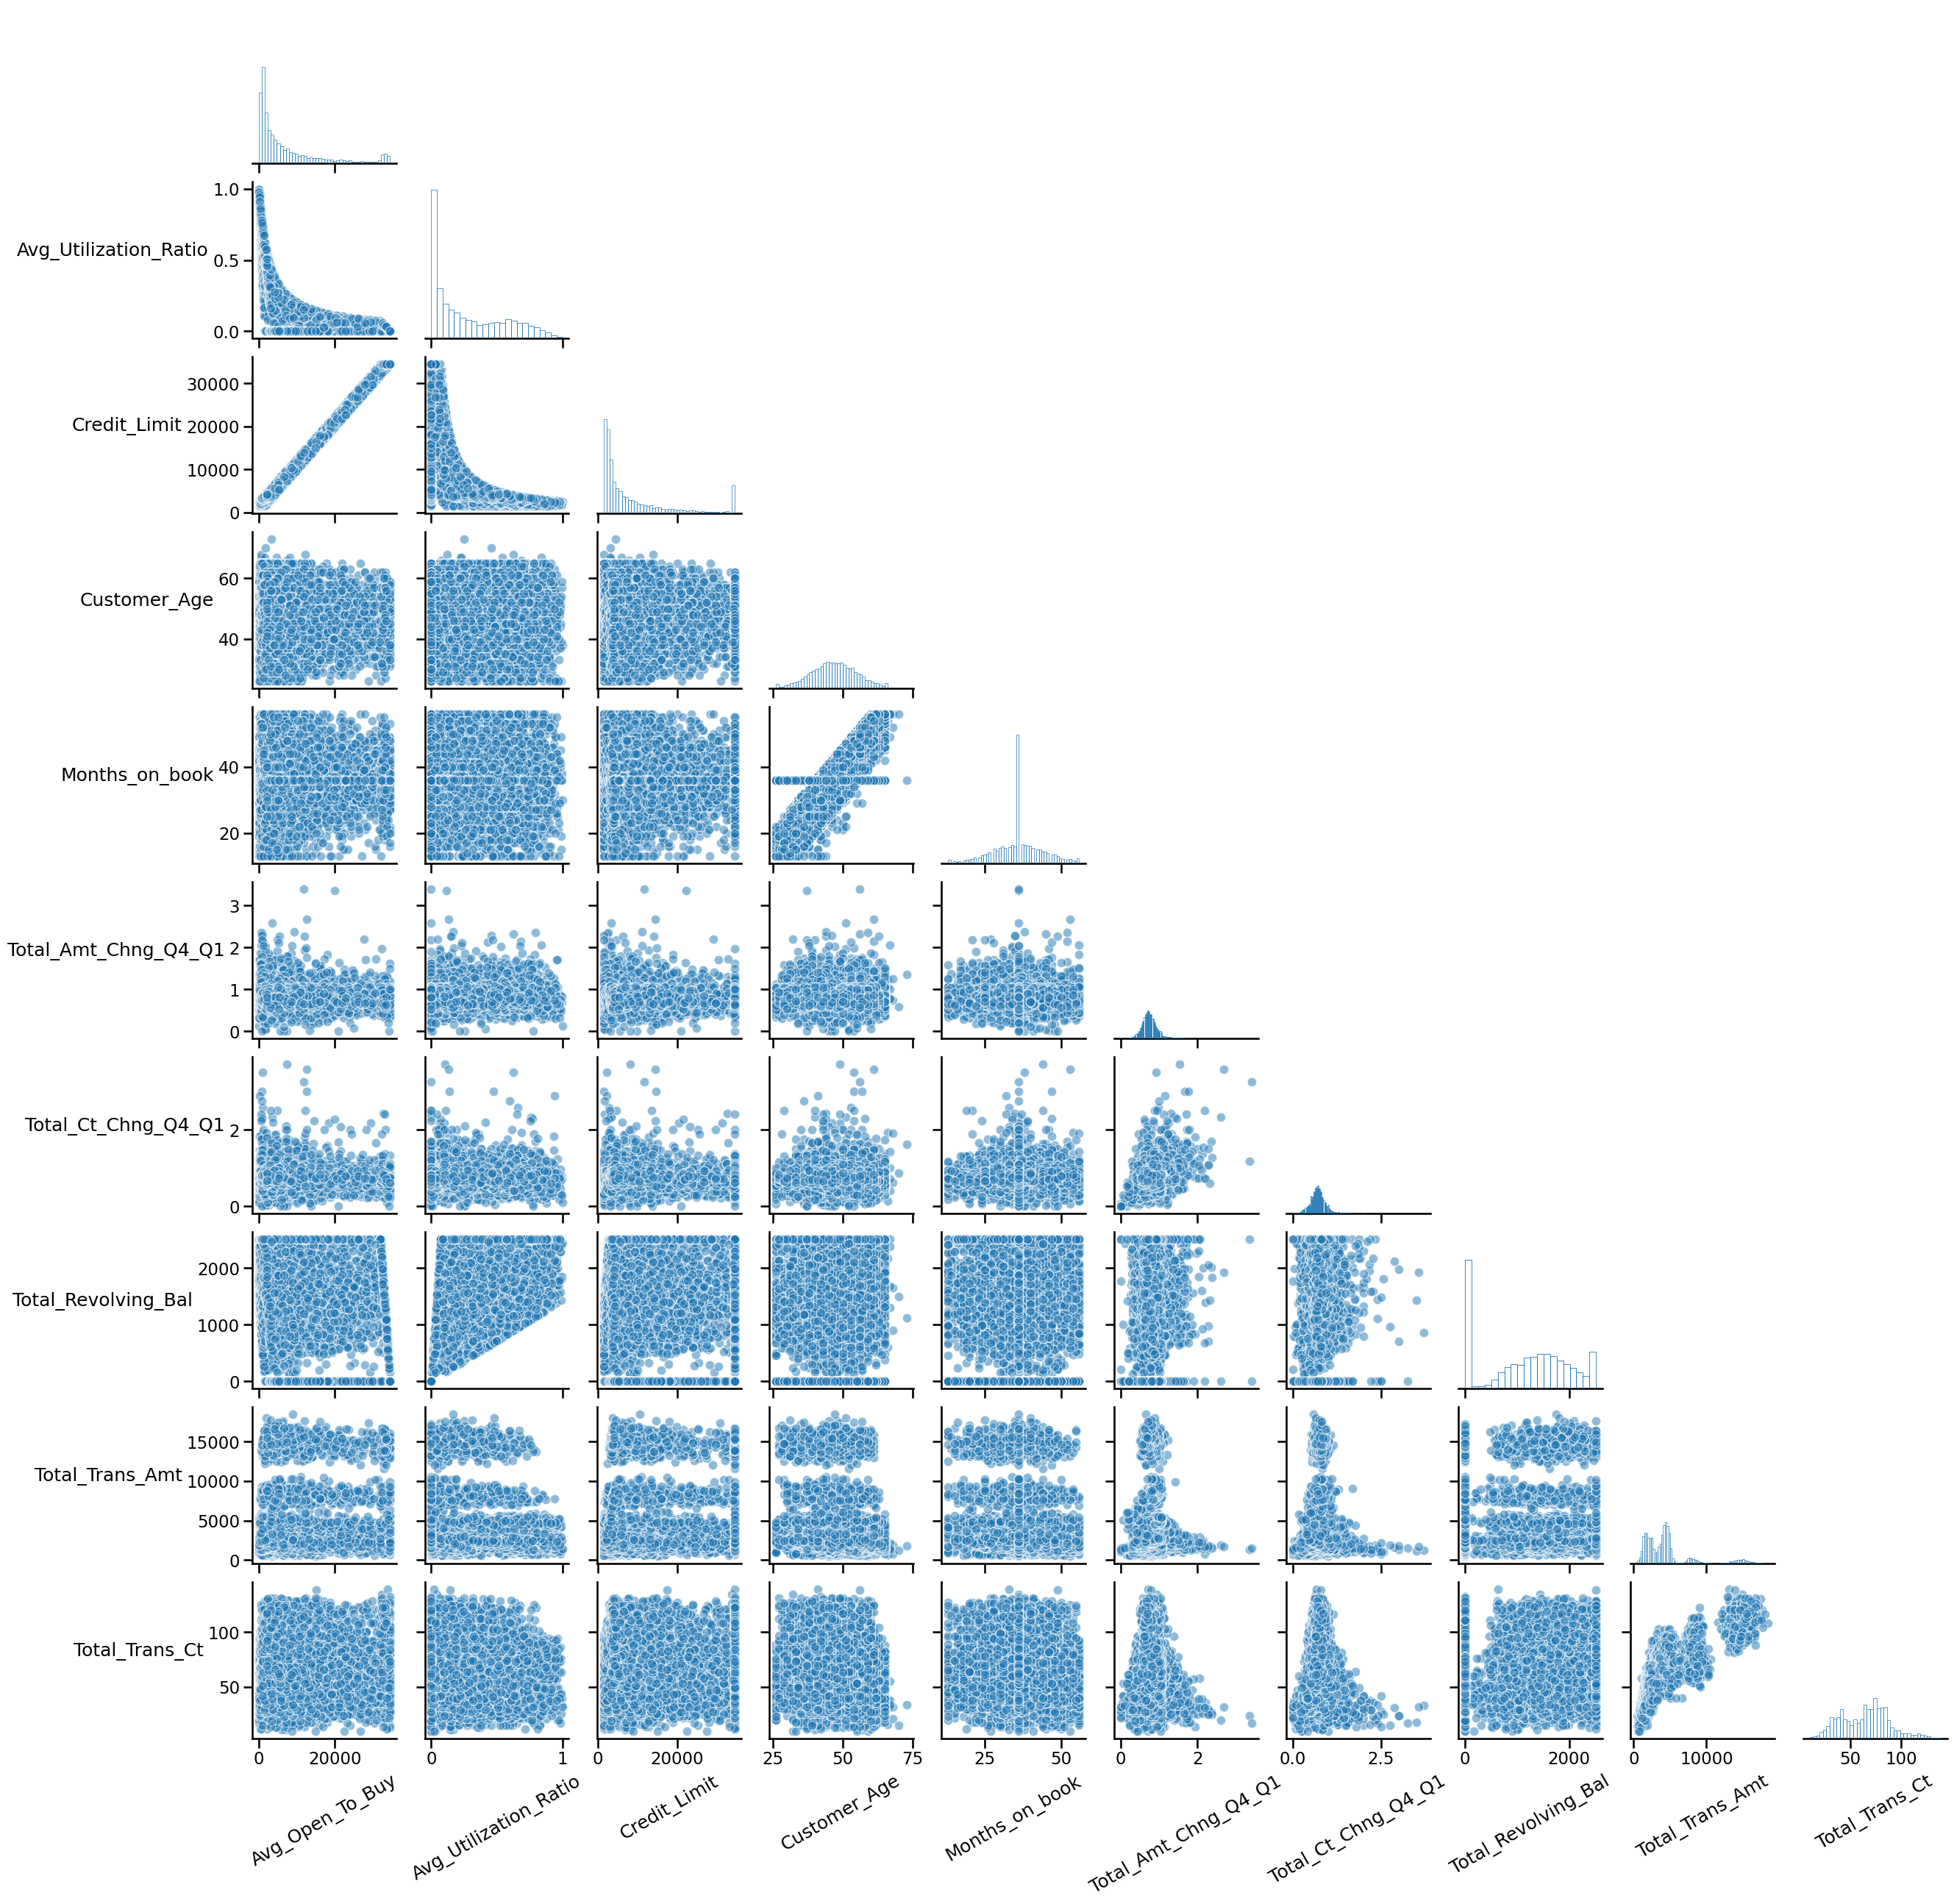 1.0
Avg_Utilization_Ratio
0.5
0.0
30000
Credit_Limit 20000
10000
0
60
Customer_Age
40
Months_on_book 40
20
3
Total_Amt_Chng_Q4_Q1 2
1
0
Total_Ct_Chng_Q4_Q1 2
0
2000
Total_Revolving_Bal
1000
0
15000
Total_Trans_Amt 10000
5000
0
100
Total_Trans_Ct
50
0 20000 0 1 0 20000 25 50 75 25 50 0 2 0.0 2.5 0 2000 0 10000 50 100
Avg_Open_To_Buy Avg_Utilization_Ratio Credit_Limit Customer_Age Months_on_book Total_Amt_Chng_Q4_Q1 Total_Ct_Chng_Q4_Q1 Total_Revolving_Bal Total_Trans_Amt Total_Trans_Ct